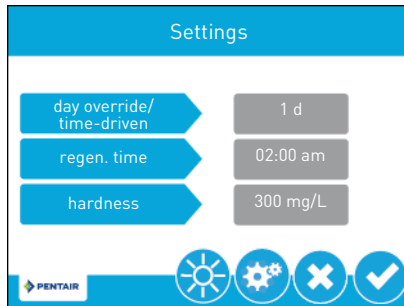 Settings
day override/
time-driven
1 d
regen. time
02:00 am
hardness
300 mg/L
PENTAIR